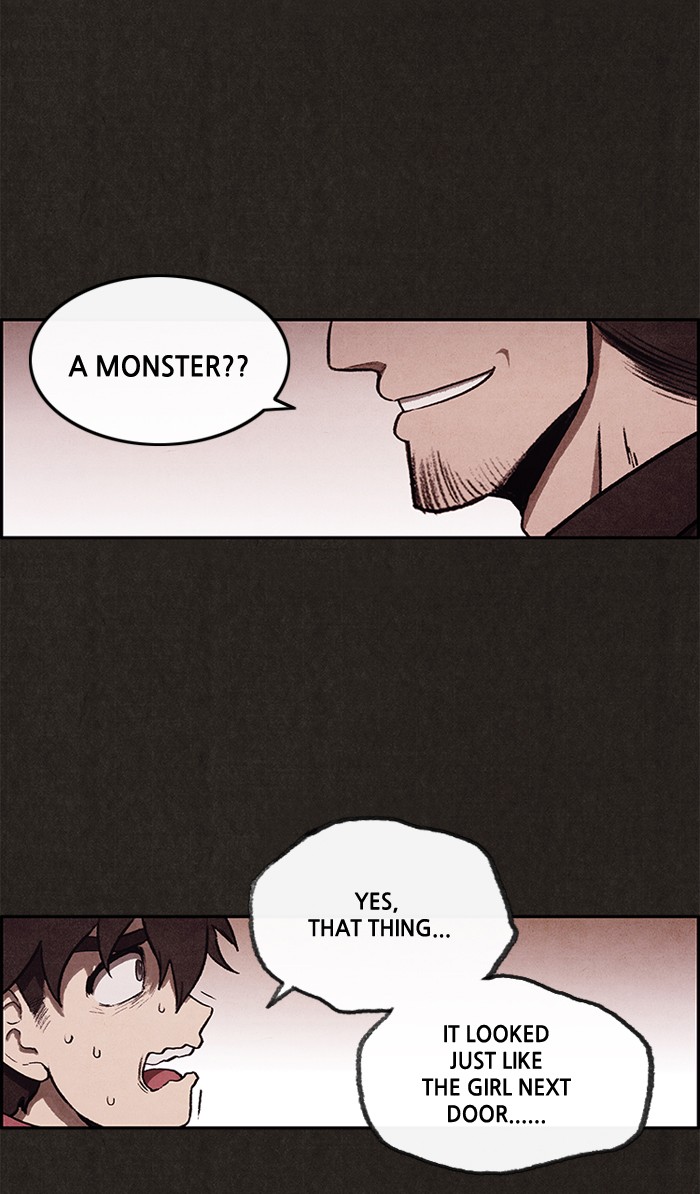 A MONSTER??
YES,
THAT THING...
IT LOOKED
JUST LIKE
THE GIRL NEXT
DOOR......